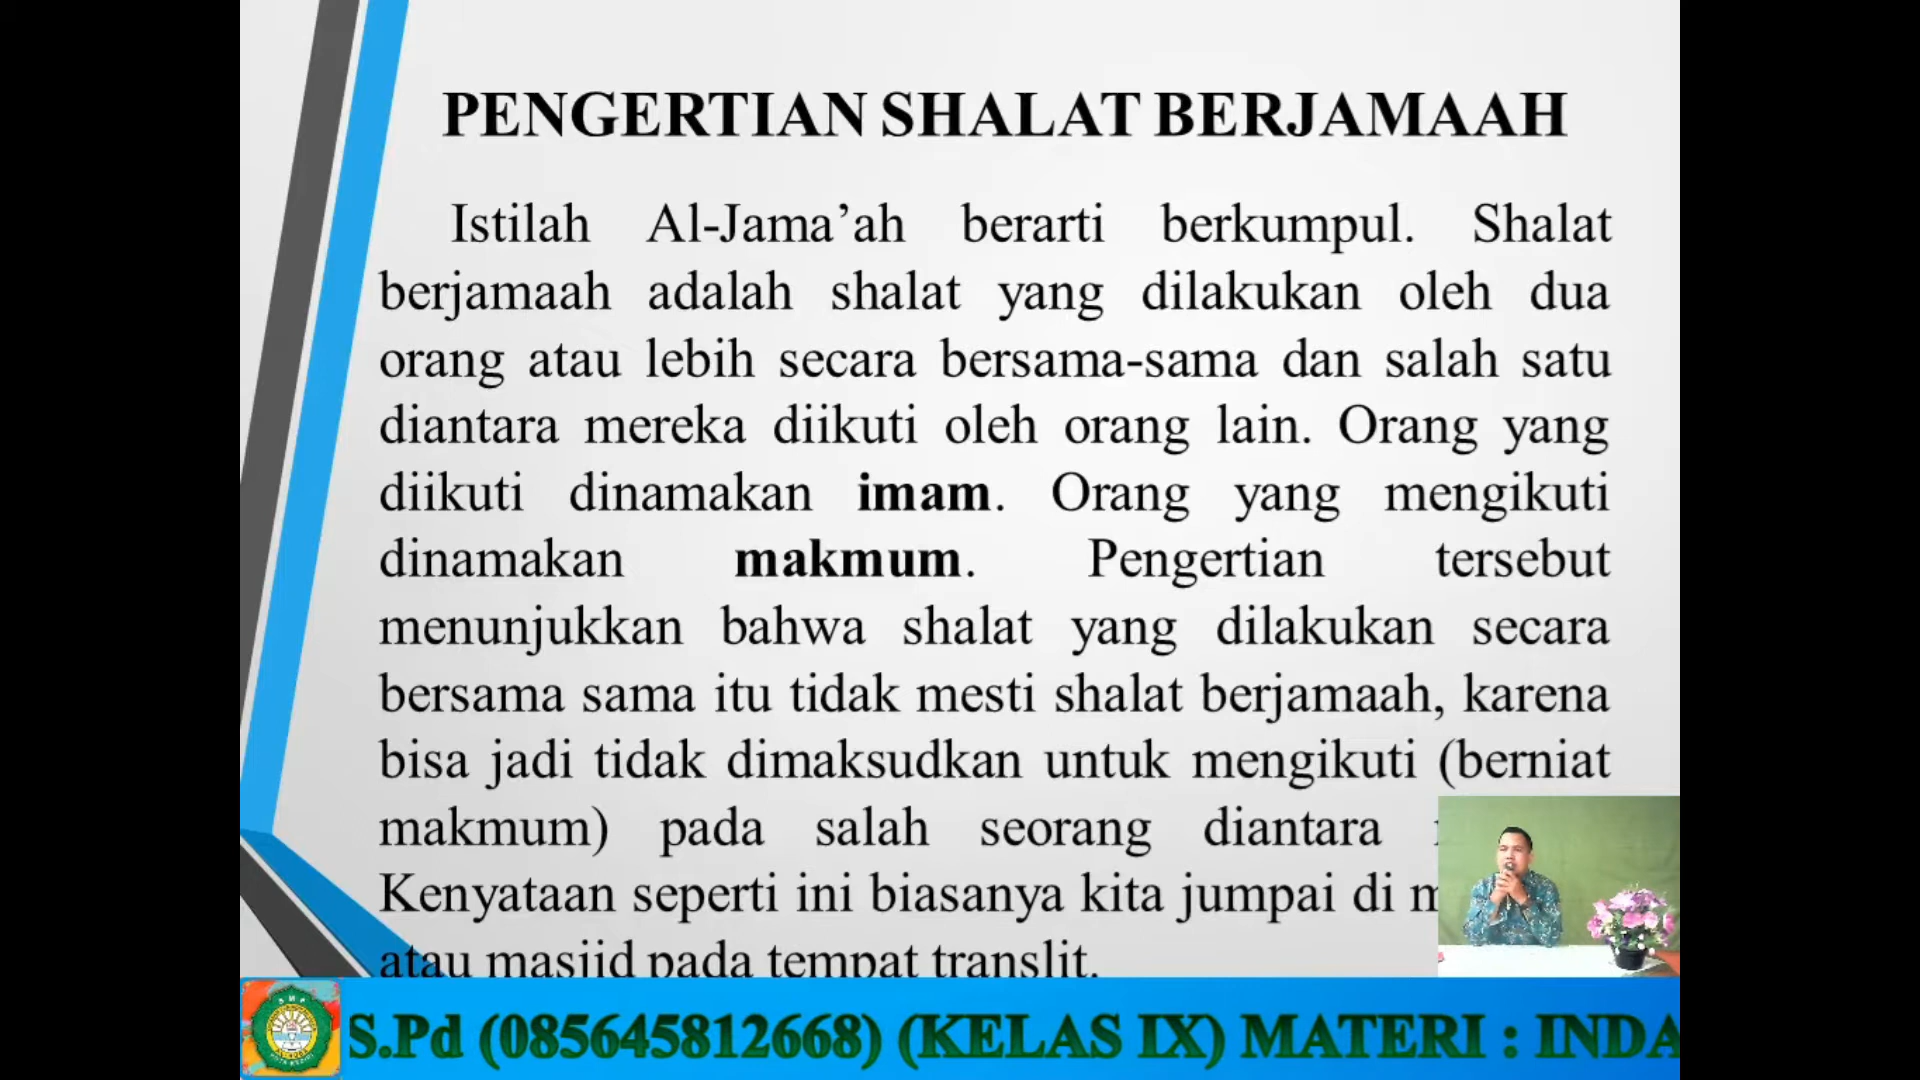 PENGERTIAN SHALAT BERJAMAAH
Istilah Al-Jama’ah berarti berkumpul. Shalat
berjamaah adalah shalat yang dilakukan oleh dua
orang atau lebih secara bersama-sama dan salah satu
diantara mereka diikuti oleh orang lain. Orang yang
diikuti dinamakan imam. Orang yang mengikuti
dinamakan makmum. Pengertian tersebut
menunjukkan bahwa shalat yang dilakukan secara
bersama sama itu tidak mesti shalat berjamaah, karena
bisa jadi tidak dimaksudkan untuk mengikuti (berniat
makmum) pada salah seorang diantara
Kenyataan seperti ini biasanya kita jumpai di
atau masjid pada tempat translit.
S.Pd (085645812668) (KELAS IX) MATERI : INDA